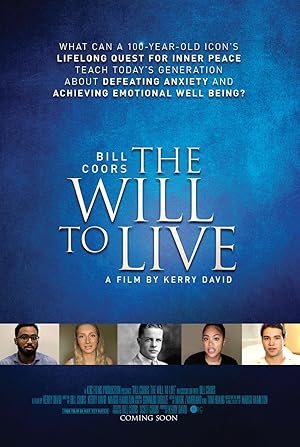 WHAT CAN A 100-YEAR-OLD ICON'S
LIFELONG QUEST FOR INNER PEACE
TEACH TODAY'S GENERATION
ABOUT DEFEATING ANXIETY AND
ACHIEVING EMOTIONAL WELL BEING?
BILL
COORS
THE
WILL
TO LIVE
A FILM BY KERRY DAVID
COMING SOON